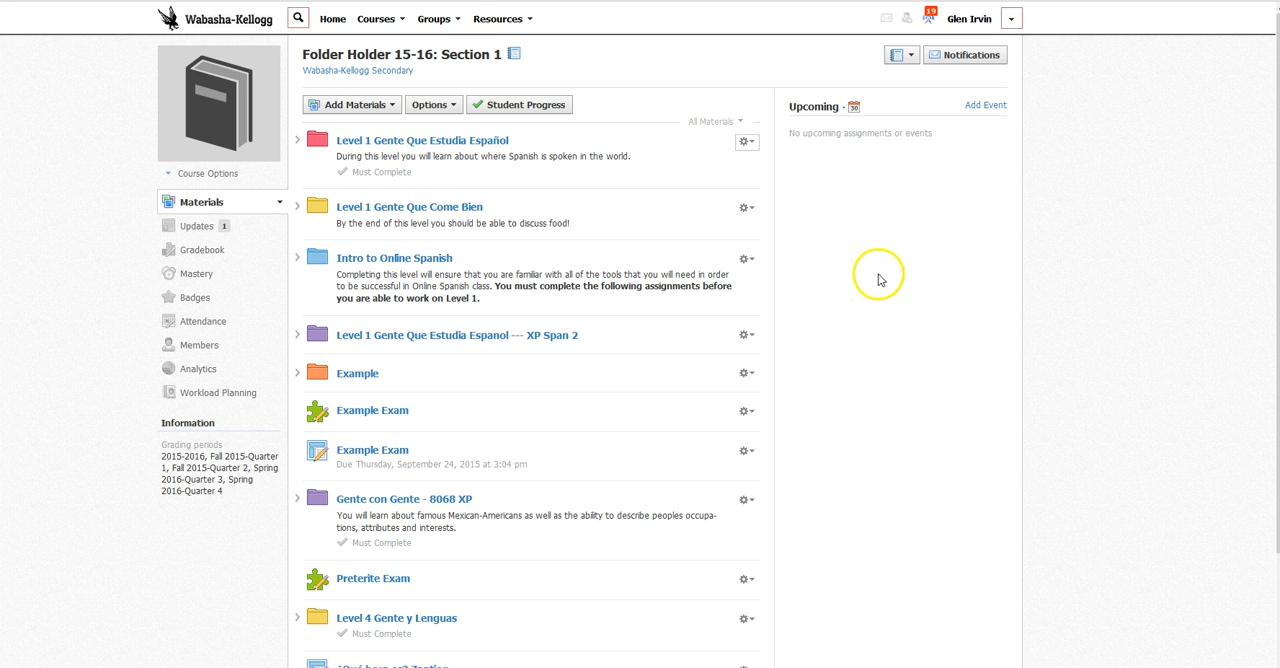 Wabasha-Kellogg
Home
Courses
Groups
Resources
19
Glen Irvin
Folder Holder 15-16: Section 1
Wabasha-Kellogg Secondary
Notifications
Add Materials
Options
Student Progress
All Materials
Upcoming ·
30
Add Event
No upcoming assignments or events
Course Options
Materials
Updates 1
Gradebook
Mastery
Badges
Attendance
Members
Analytics
Workload Planning
Information
Grading periods
2015-2016, Fall 2015-Quarter
1, Fall 2015-Quarter 2, Spring
2016-Quarter 3, Spring
2016-Quarter 4
Level 1 Gente Que Estudia Español
During this level you will learn about where Spanish is spoken in the world.
Must Complete
Level 1 Gente Que Come Bien
By the end of this level you should be able to discuss food!
Intro to Online Spanish
Completing this level will ensure that you are familiar with all of the tools that you will need in order
to be successful in Online Spanish class. You must complete the following assignments before
you are able to work on Level 1.
Level 1 Gente Que Estudia Espanol --- XP Span 2
Example
Example Exam
Example Exam
Due Thursday, September 24, 2015 at 3:04 pm
Gente con Gente - 8068 XP
You will learn about famous Mexican-Americans as well as the ability to describe peoples occupa-
tions, attributes and interests.
Must Complete
Preterite Exam
Level 4 Gente y Lenguas
Must Complete